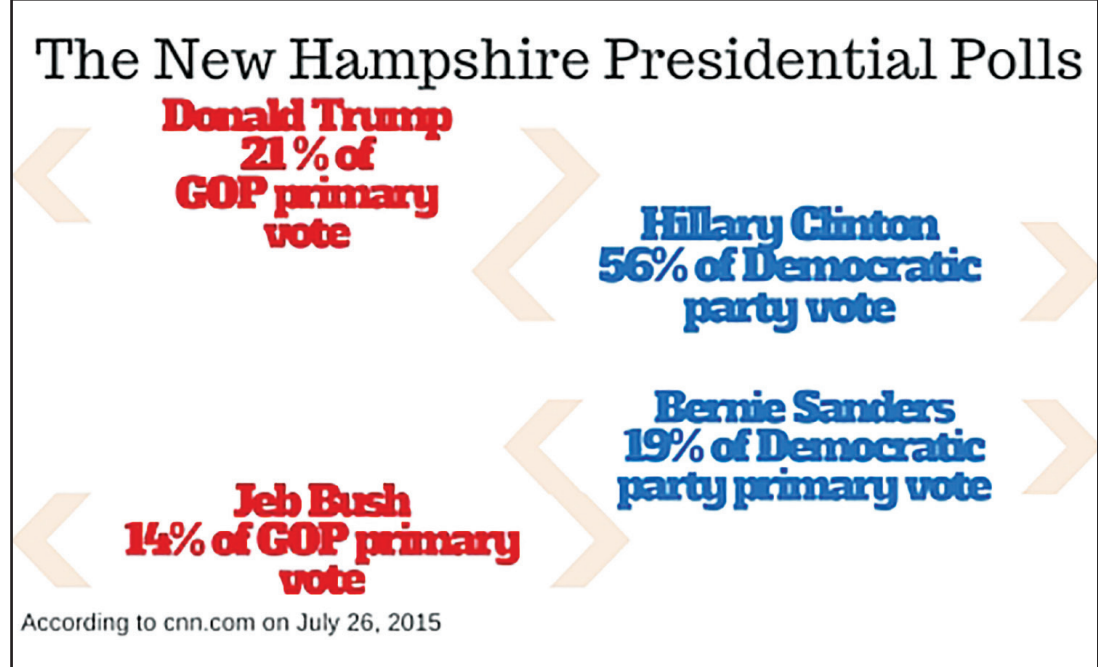 The New Hampshire Presidential Polls
Donald Trump
21% of
GOP primary
vote
Hillary Clinton
56% of Democratic
party vote
Bernie Sanders
19% of Democratic
party primary vote
Jeb Bush
14% of GOP primary
vote
According to cnn.com on July 26, 2015